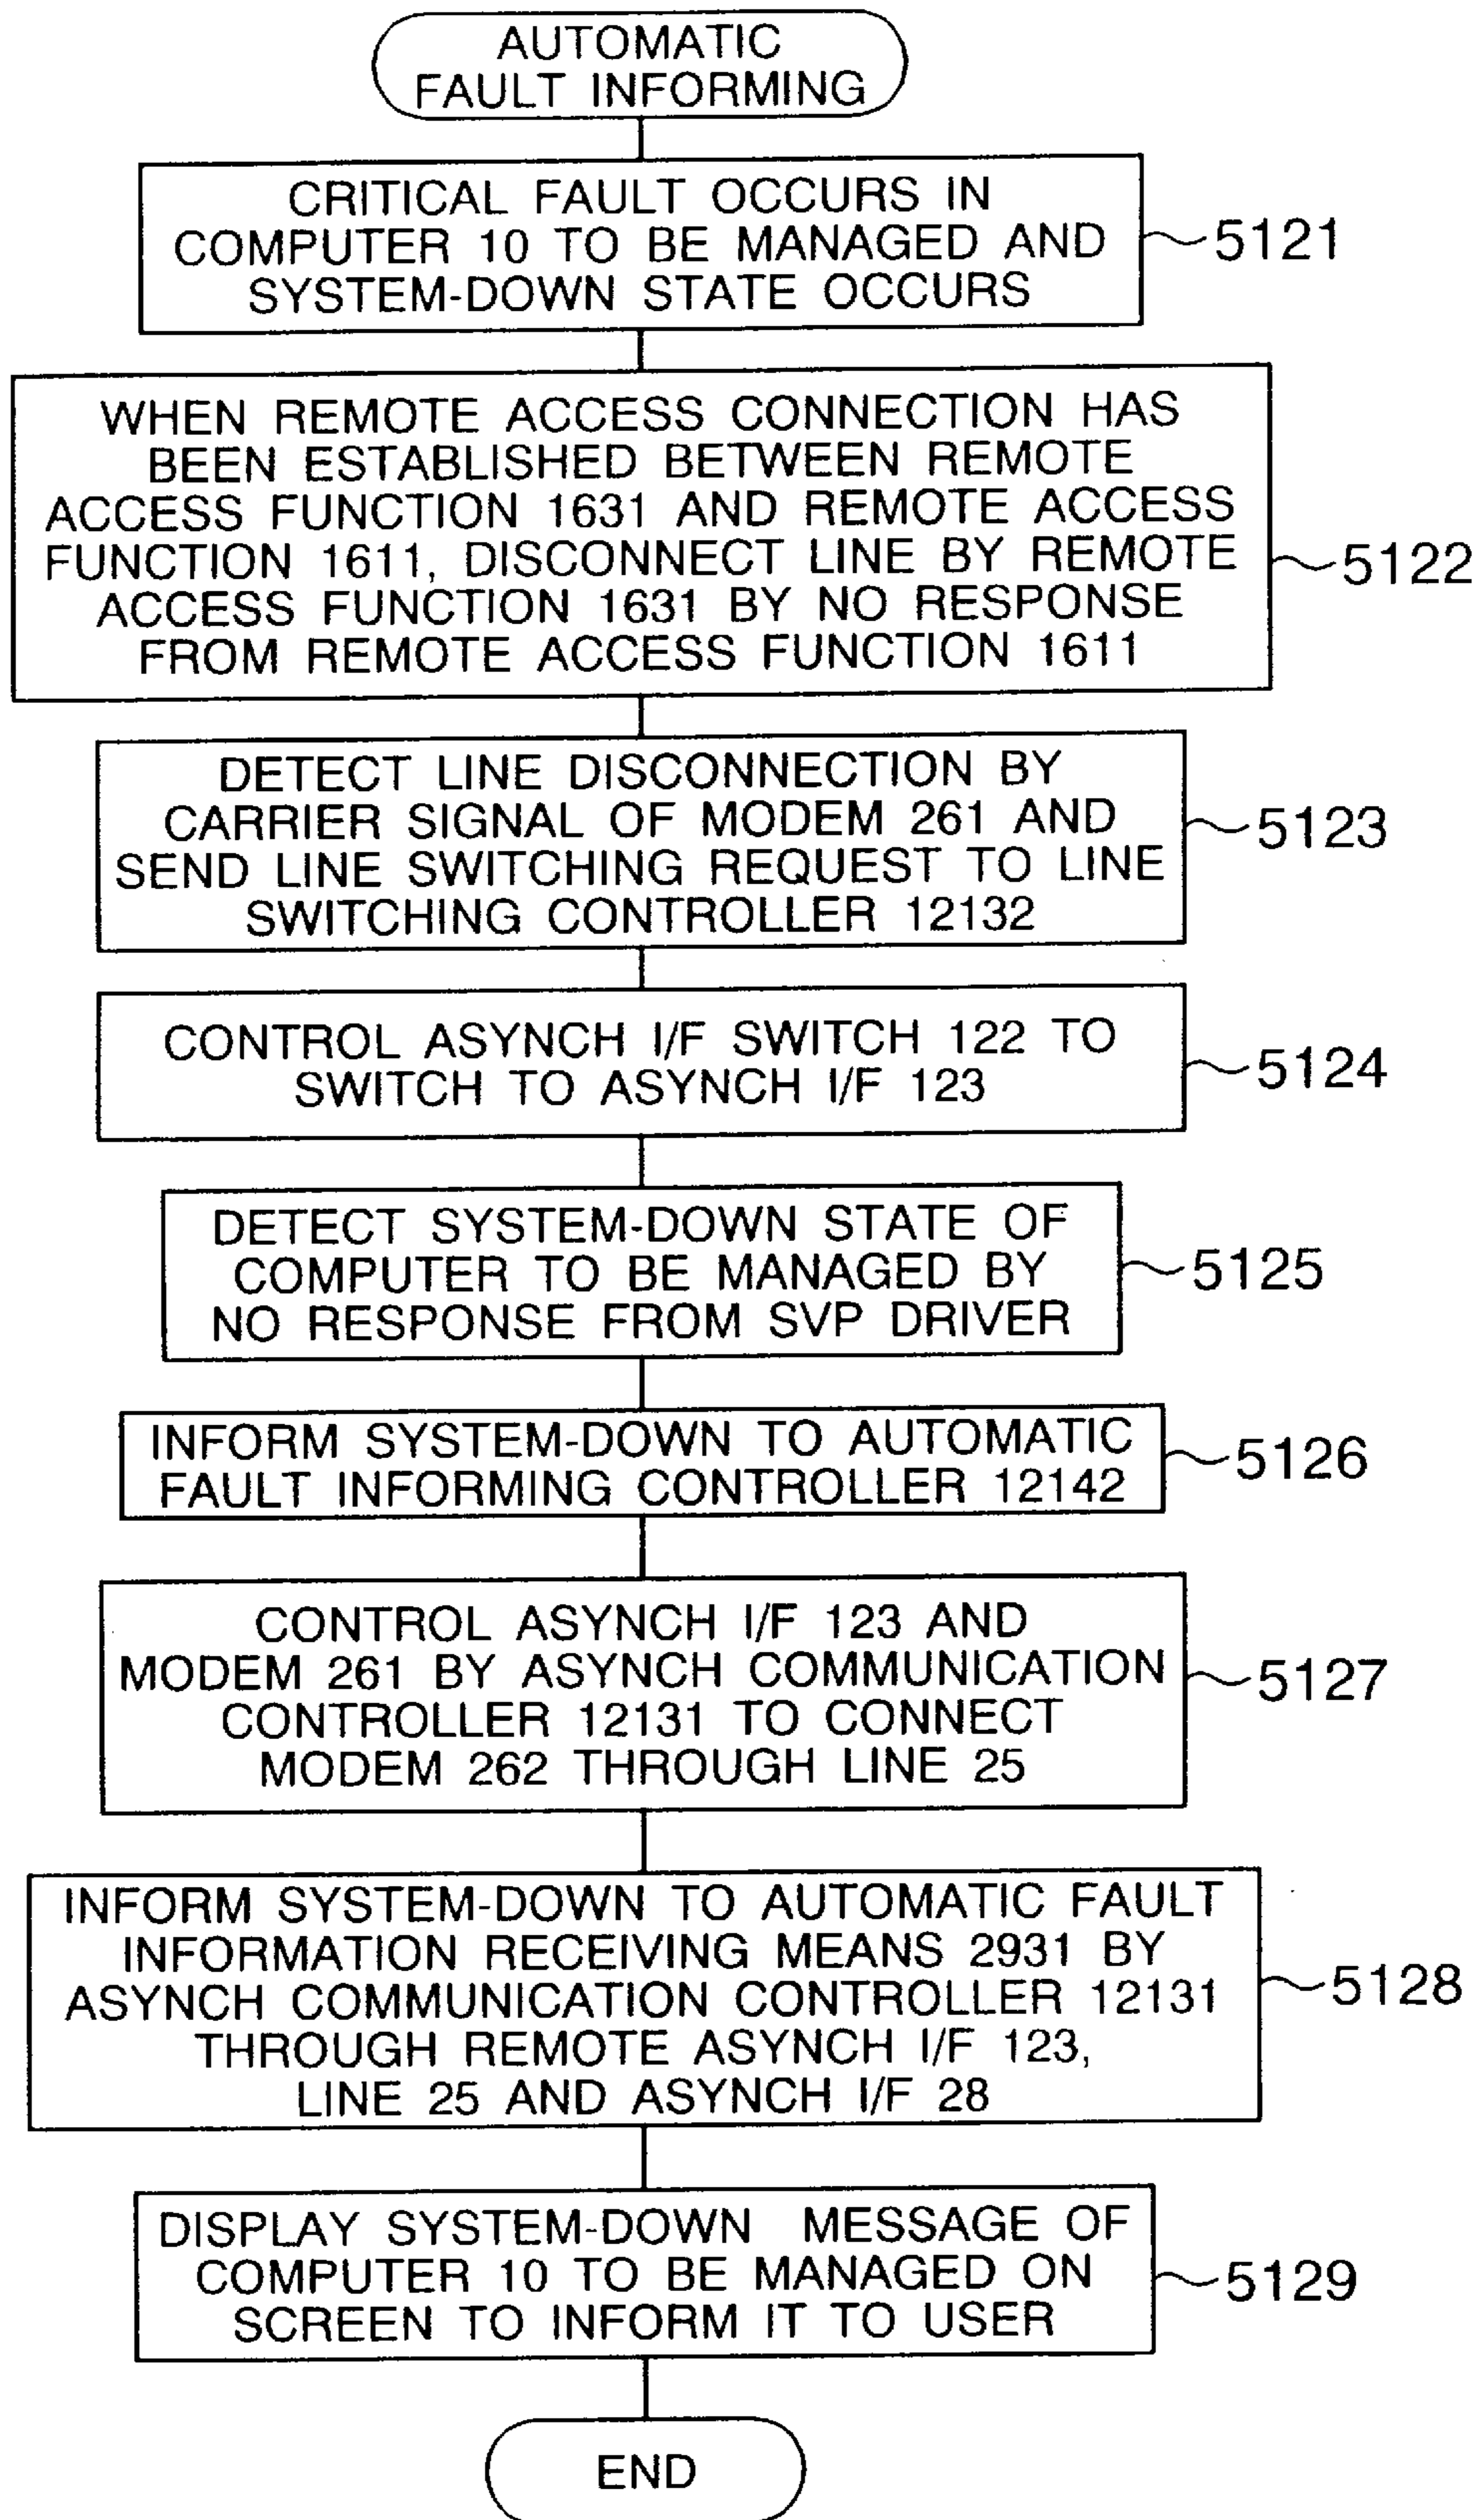 AUTOMATIC
FAULT INFORMING
CRITICAL FAULT OCCURS IN
COMPUTER 10 TO BE MANAGED AND
SYSTEM-DOWN STATE OCCURS
5121
WHEN REMOTE ACCESS CONNECTION HAS
BEEN ESTABLISHED BETWEEN REMOTE
ACCESS FUNCTION 1631 AND REMOTE ACCESS
FUNCTION 1611, DISCONNECT LINE BY REMOTE
ACCESS FUNCTION 1631 BY NO RESPONSE
FROM REMOTE ACCESS FUNCTION 1611
5122
DETECT LINE DISCONNECTION BY
CARRIER SIGNAL OF MODEM 261 AND
SEND LINE SWITCHING REQUEST TO LINE
SWITCHING CONTROLLER 12132
5123
CONTROL ASYNCH I/F SWITCH 122 TO
SWITCH TO ASYNCH I/F 123
5124
DETECT SYSTEM-DOWN STATE OF
COMPUTER TO BE MANAGED BY
NO RESPONSE FROM SVP DRIVER
5125
INFORM SYSTEM-DOWN TO AUTOMATIC
FAULT INFORMING CONTROLLER 12142
5126
CONTROL ASYNCH I/F 123 AND
MODEM 261 BY ASYNCH COMMUNICATION
CONTROLLER 12131 TO CONNECT
MODEM 262 THROUGH LINE 25
5127
INFORM SYSTEM-DOWN TO AUTOMATIC FAULT
INFORMATION RECEIVING MEANS 2931 BY
ASYNCH COMMUNICATION CONTROLLER 12131
THROUGH REMOTE ASYNCH I/F 123,
LINE 25 AND ASYNCH I/F 28
5128
DISPLAY SYSTEM-DOWN MESSAGE OF
COMPUTER 10 TO BE MANAGED ON
SCREEN TO INFORM IT TO USER
5129
END